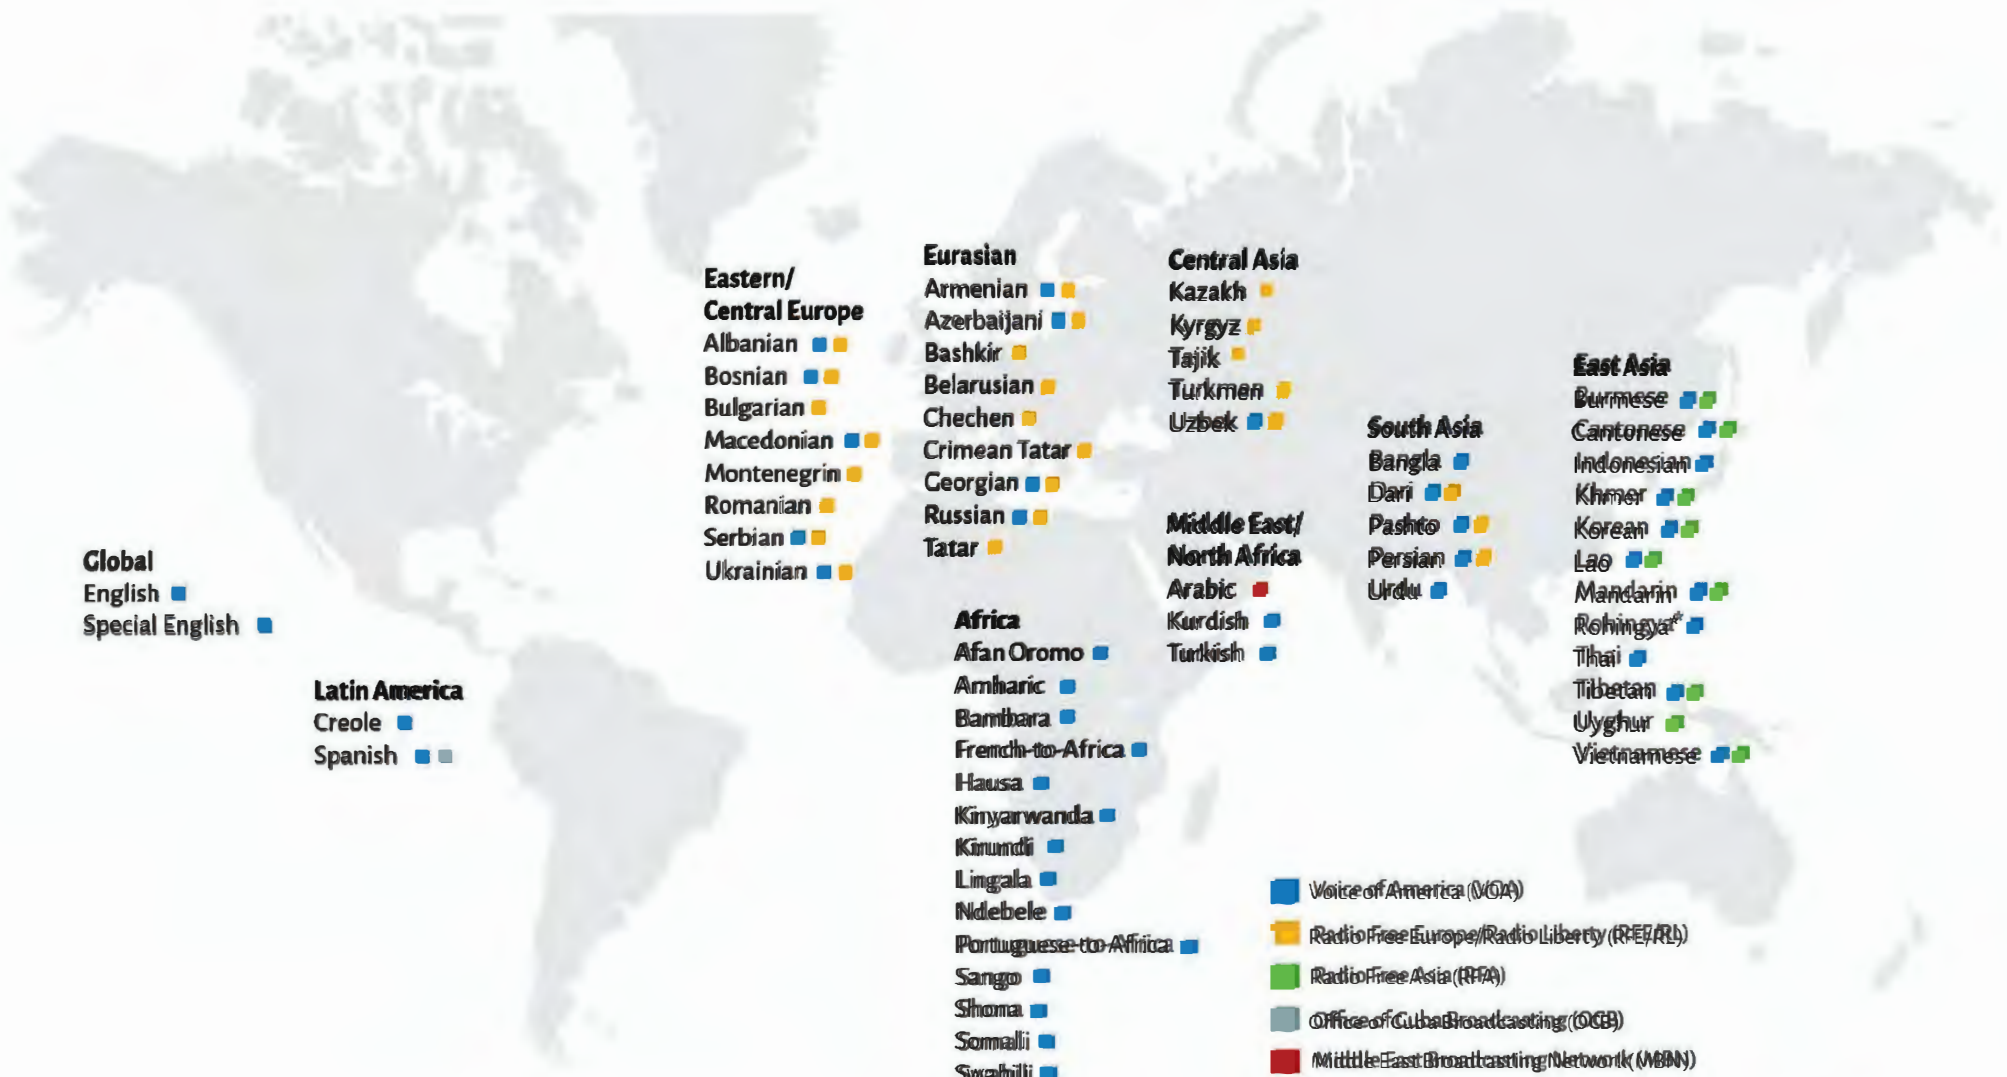 Global
English
Special English
Latin America
Creole
Spanish
Eastern/
Central Europe
Albanian
Bosnian
Bulgarian
Macedonian
Montenegrin
Romanian
Serbian
Ukrainian
Eurasian
Armenian
Azerbaijani
Bashkir
Belarusian
Chechen
Crimean Tatar
Georgian
Russian
Tatar
Africa
Afan Oromo
Amharic
Bambara
French-to-Africa
Hausa
Kinyarwanda
Kirundi
Lingala
Ndebele
Portuguese-to-Africa
Sango
Shona
Somali
Swahili
Central Asia
Kazakh
Kyrgyz
Tajik
Turkmen
Uzbek
Middle East/
North Africa
Arabic
Kurdish
Turkish
South Asia
Bangla
Dari
Pashto
Persian
Urdu
East Asia
Burmese
Cantonese
Indonesian
Khmer
Korean
Lao
Mandarin
Rohingya*
Thai
Tibetan
Uyghur
Vietnamese
Voice of America (VOA)
Radio Free Europe/Radio Liberty (RFE/RL)
Radio Free Asia (RFA)
Office of Cuba Broadcasting (OCB)
Middle East Broadcasting Network (MBN)